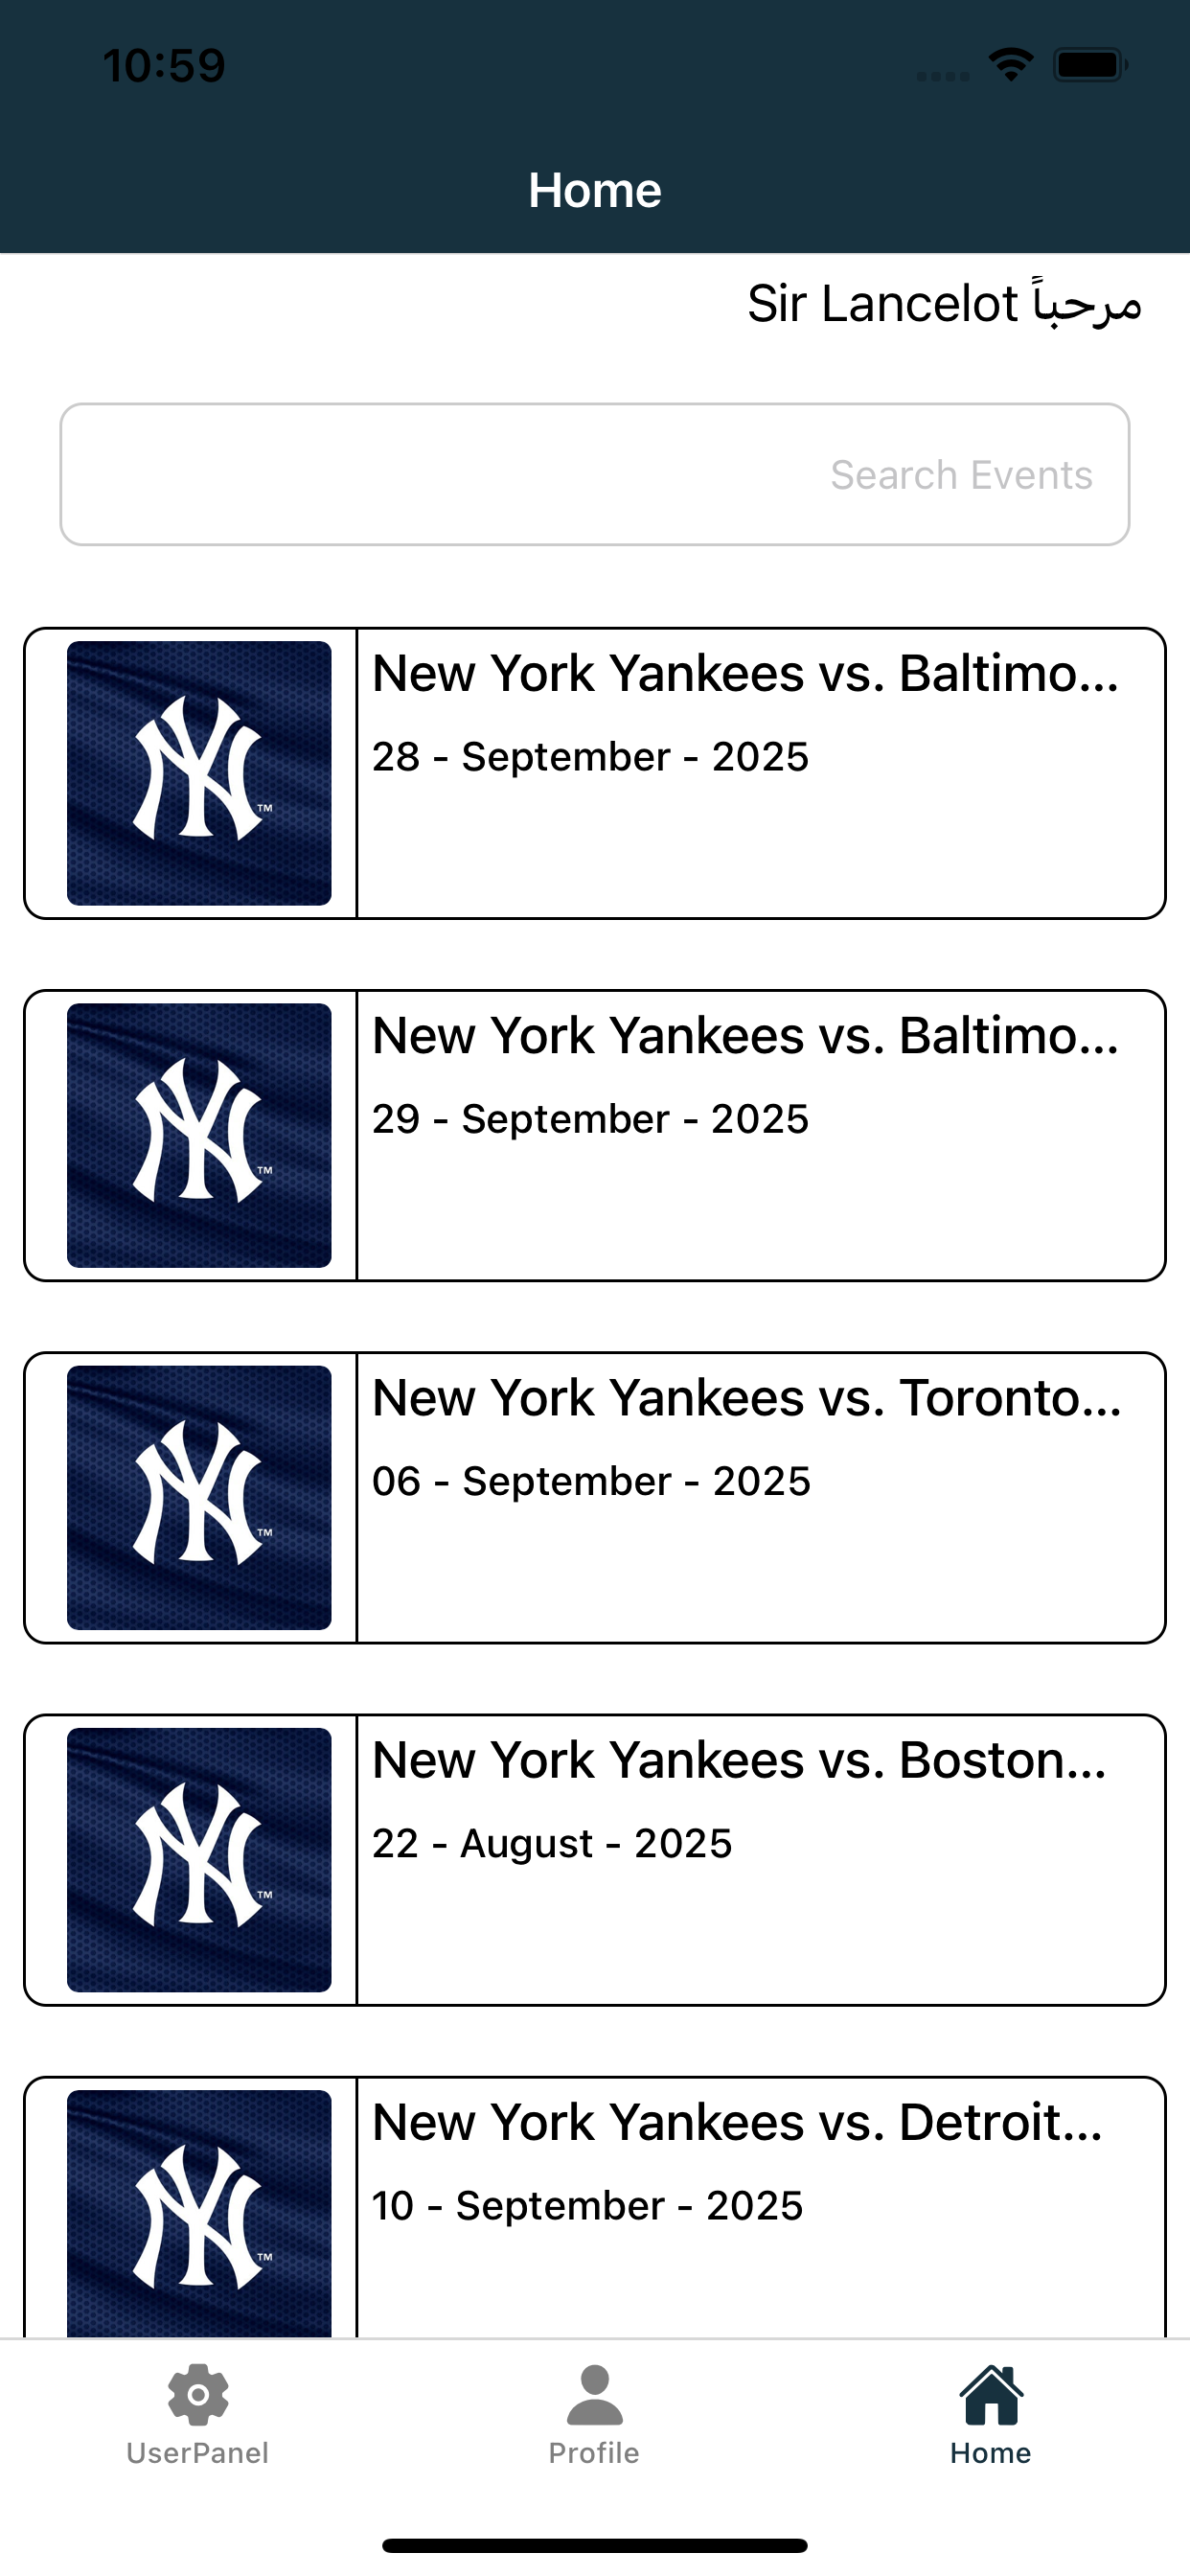 10:59
Home
مرحباً Sir Lancelot
Search Events
New York Yankees vs. Baltimo...
28 - September - 2025
New York Yankees vs. Baltimo...
29 - September - 2025
New York Yankees vs. Toronto...
06 - September - 2025
New York Yankees vs. Boston...
22 - August - 2025
New York Yankees vs. Detroit...
10 - September - 2025
UserPanel
Profile
Home